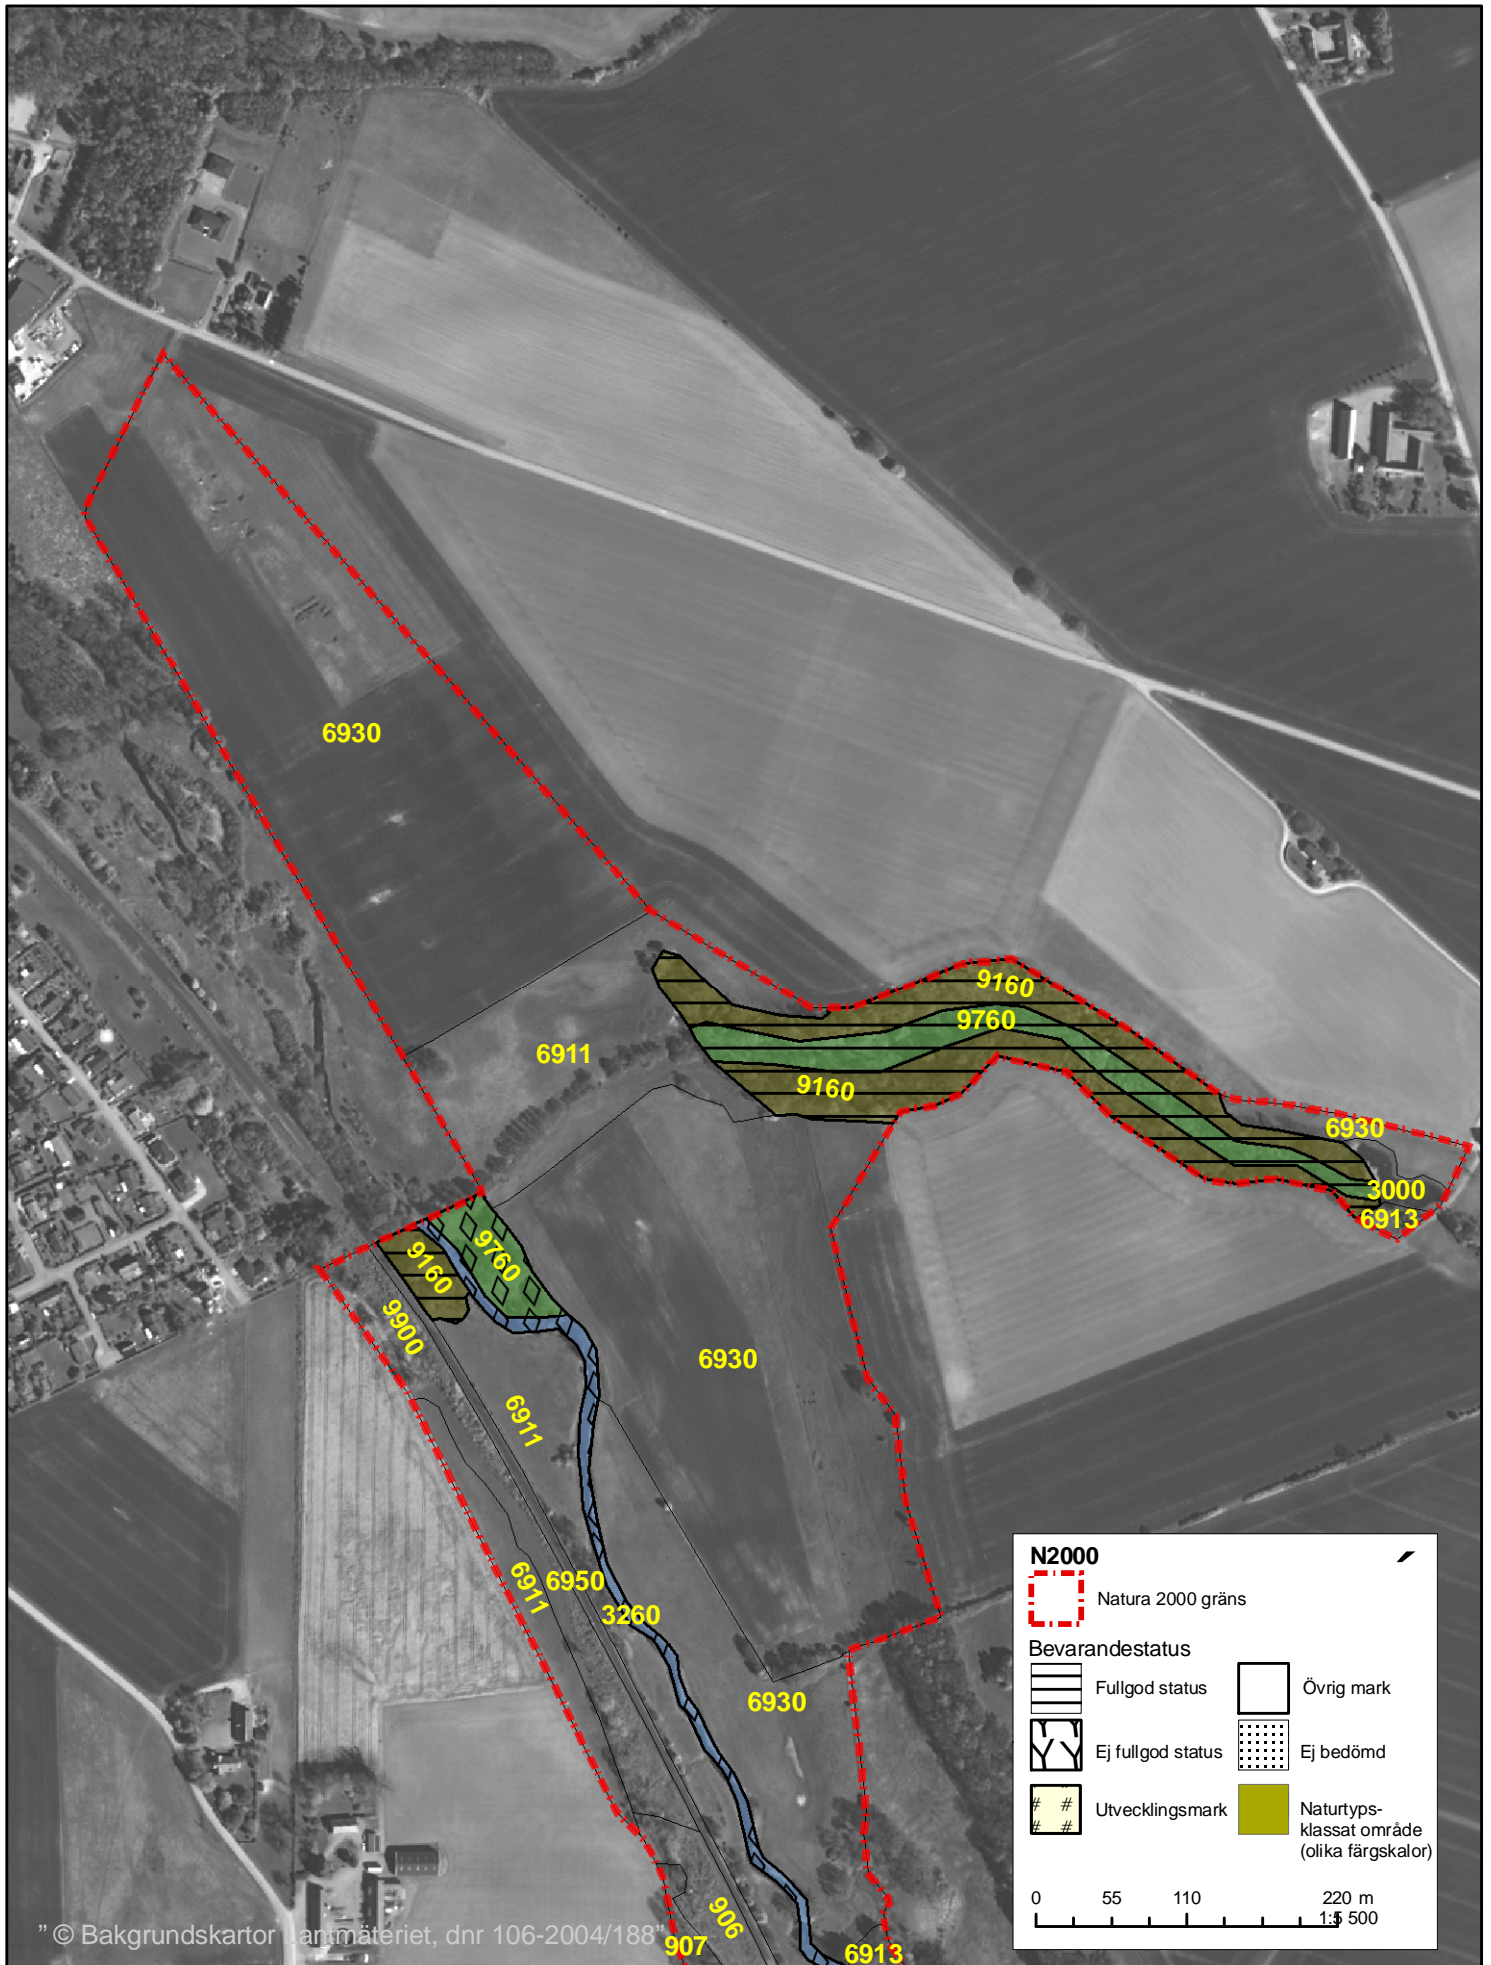 6930
9160
9760
6911
9160
6930
3000
6913
9760
9160
9900
6930
6911
6911
6950
3260
6930
906
907
6913
N2000
Natura 2000 gräns
Bevarandestatus
Fullgod status
Övrig mark
Ej fullgod status
Ej bedömd
Utvecklingsmark
Naturtyps-
klassat område
(olika färgskalor)
0 55 110 220 m
1:5 500
" © Bakgrundskartor Lantmäteriet, dnr 106-2004/188"